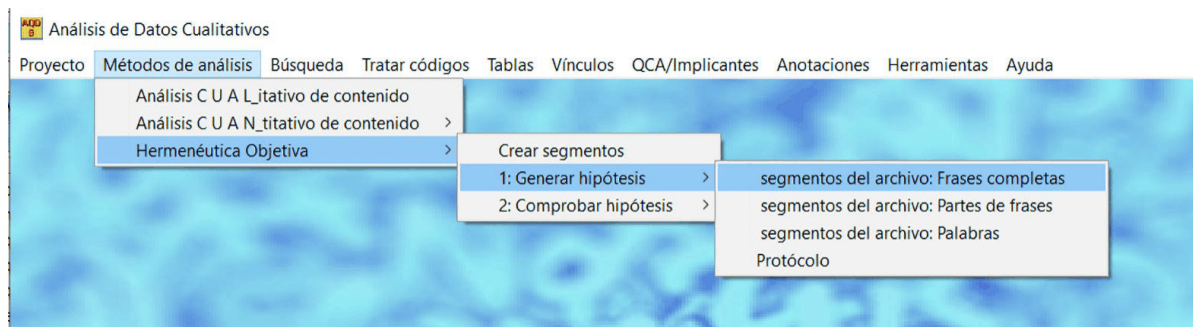 AQD
8
Análisis de Datos Cualitativos
Proyecto Métodos de análisis Búsqueda Tratar códigos Tablas Vínculos QCA/Implicantes Anotaciones Herramientas Ayuda
Análisis C U A L_itativo de contenido
Análisis C U A N_titativo de contenido >
Hermenéutica Objetiva >
Crear segmentos
1: Generar hipótesis >
2: Comprobar hipótesis >
segmentos del archivo: Frases completas
segmentos del archivo: Partes de frases
segmentos del archivo: Palabras
Protócolo